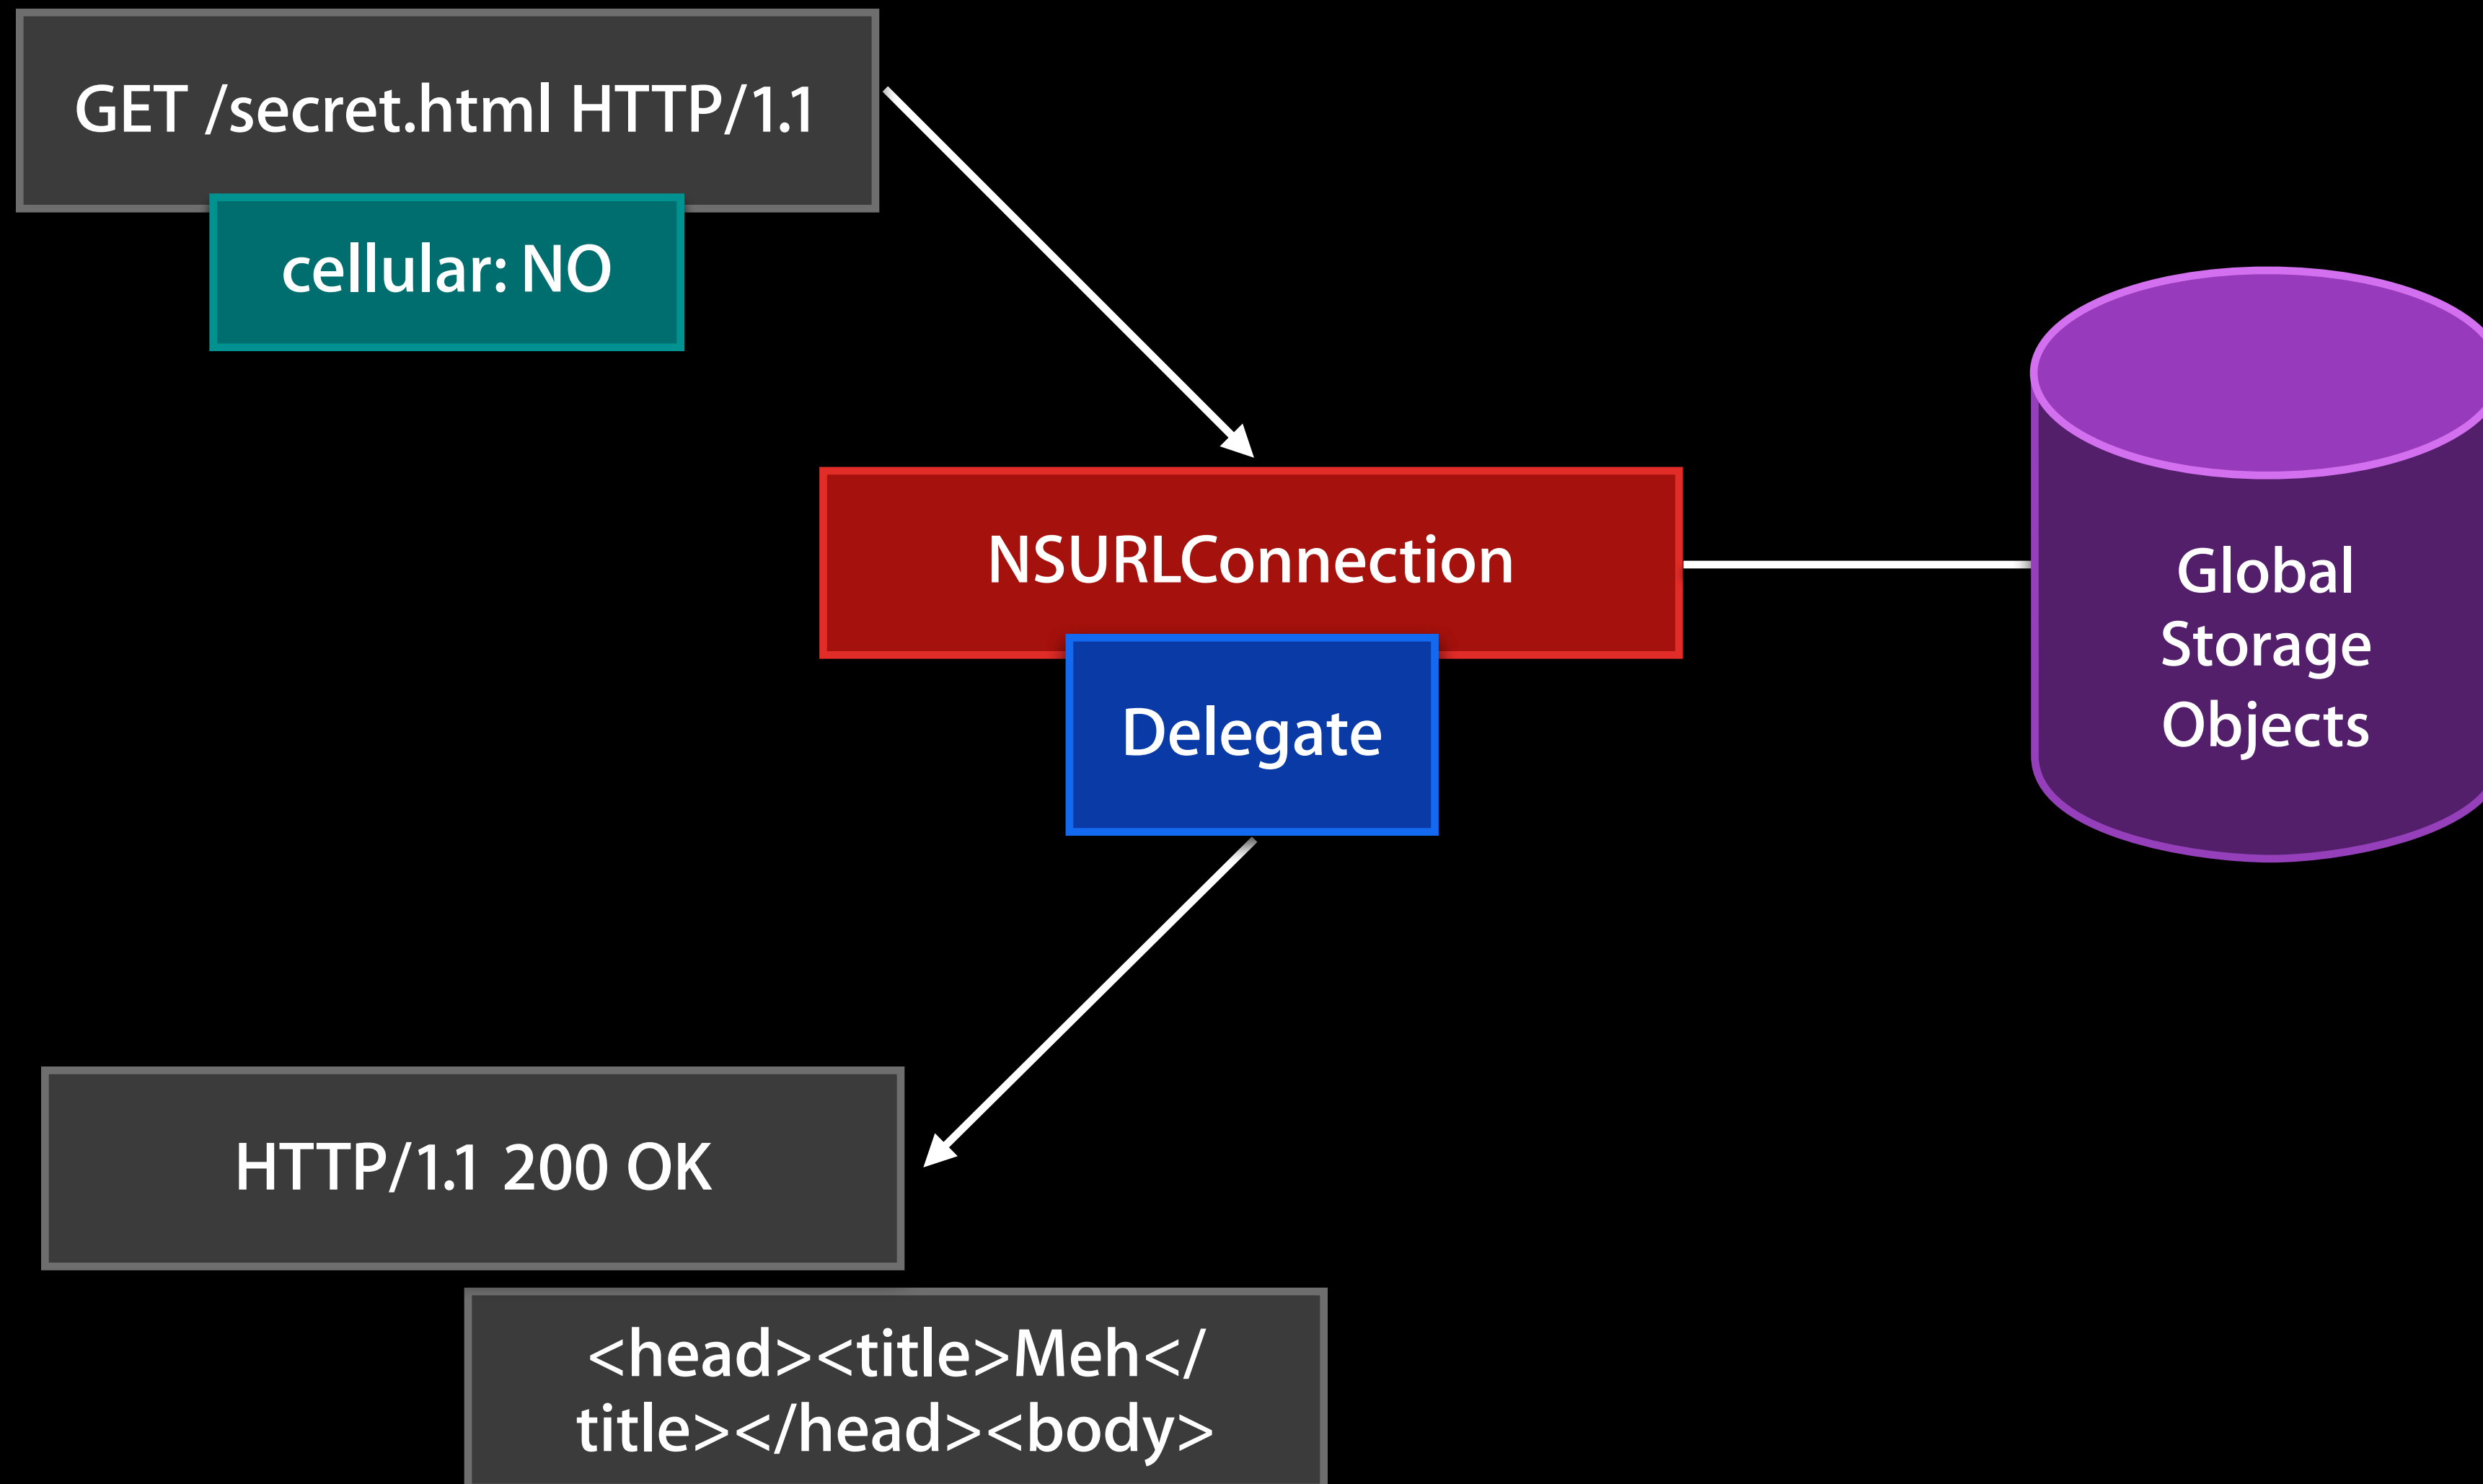 GET /secret.html HTTP/1.1
cellular: NO
NSURLConnection
Global
Storage
Objects
Delegate
HTTP/1.1 200 OK
<head><title>Meh</
title></head><body>